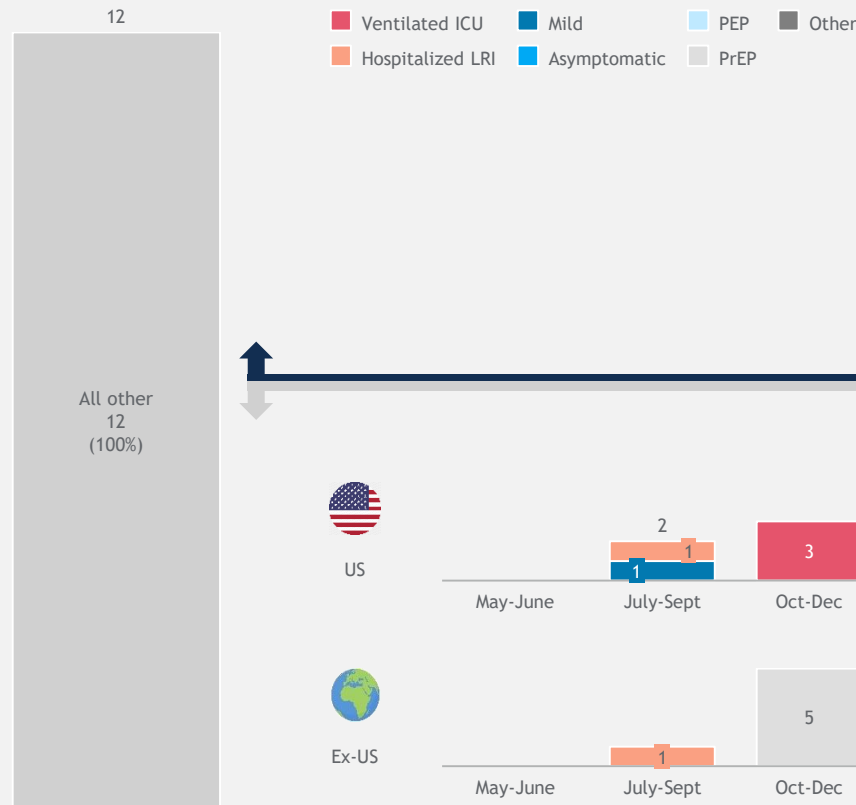 12
Ventilated ICU
Mild
PEP
Other
Hospitalized LRI
Asymptomatic
PrEP
All other
12
(100%)
US
2
1
1
3
May-June
July-Sept
Oct-Dec
Ex-US
1
5
May-June
July-Sept
Oct-Dec